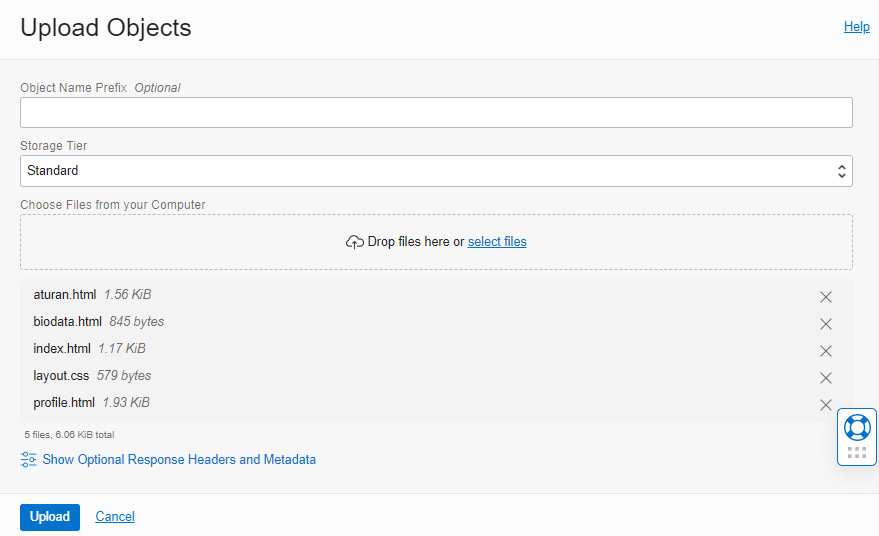 Upload Objects
Help
Object Name Prefix Optional
Storage Tier
Standard
Choose Files from your Computer
Drop files here or select files
aturan.html 1.56 KiB
biodata.html 845 bytes
index.html 1.17 KiB
layout.css 579 bytes
profile.html 1.93 KiB
5 files, 6.06 KiB total
Show Optional Response Headers and Metadata
Upload Cancel